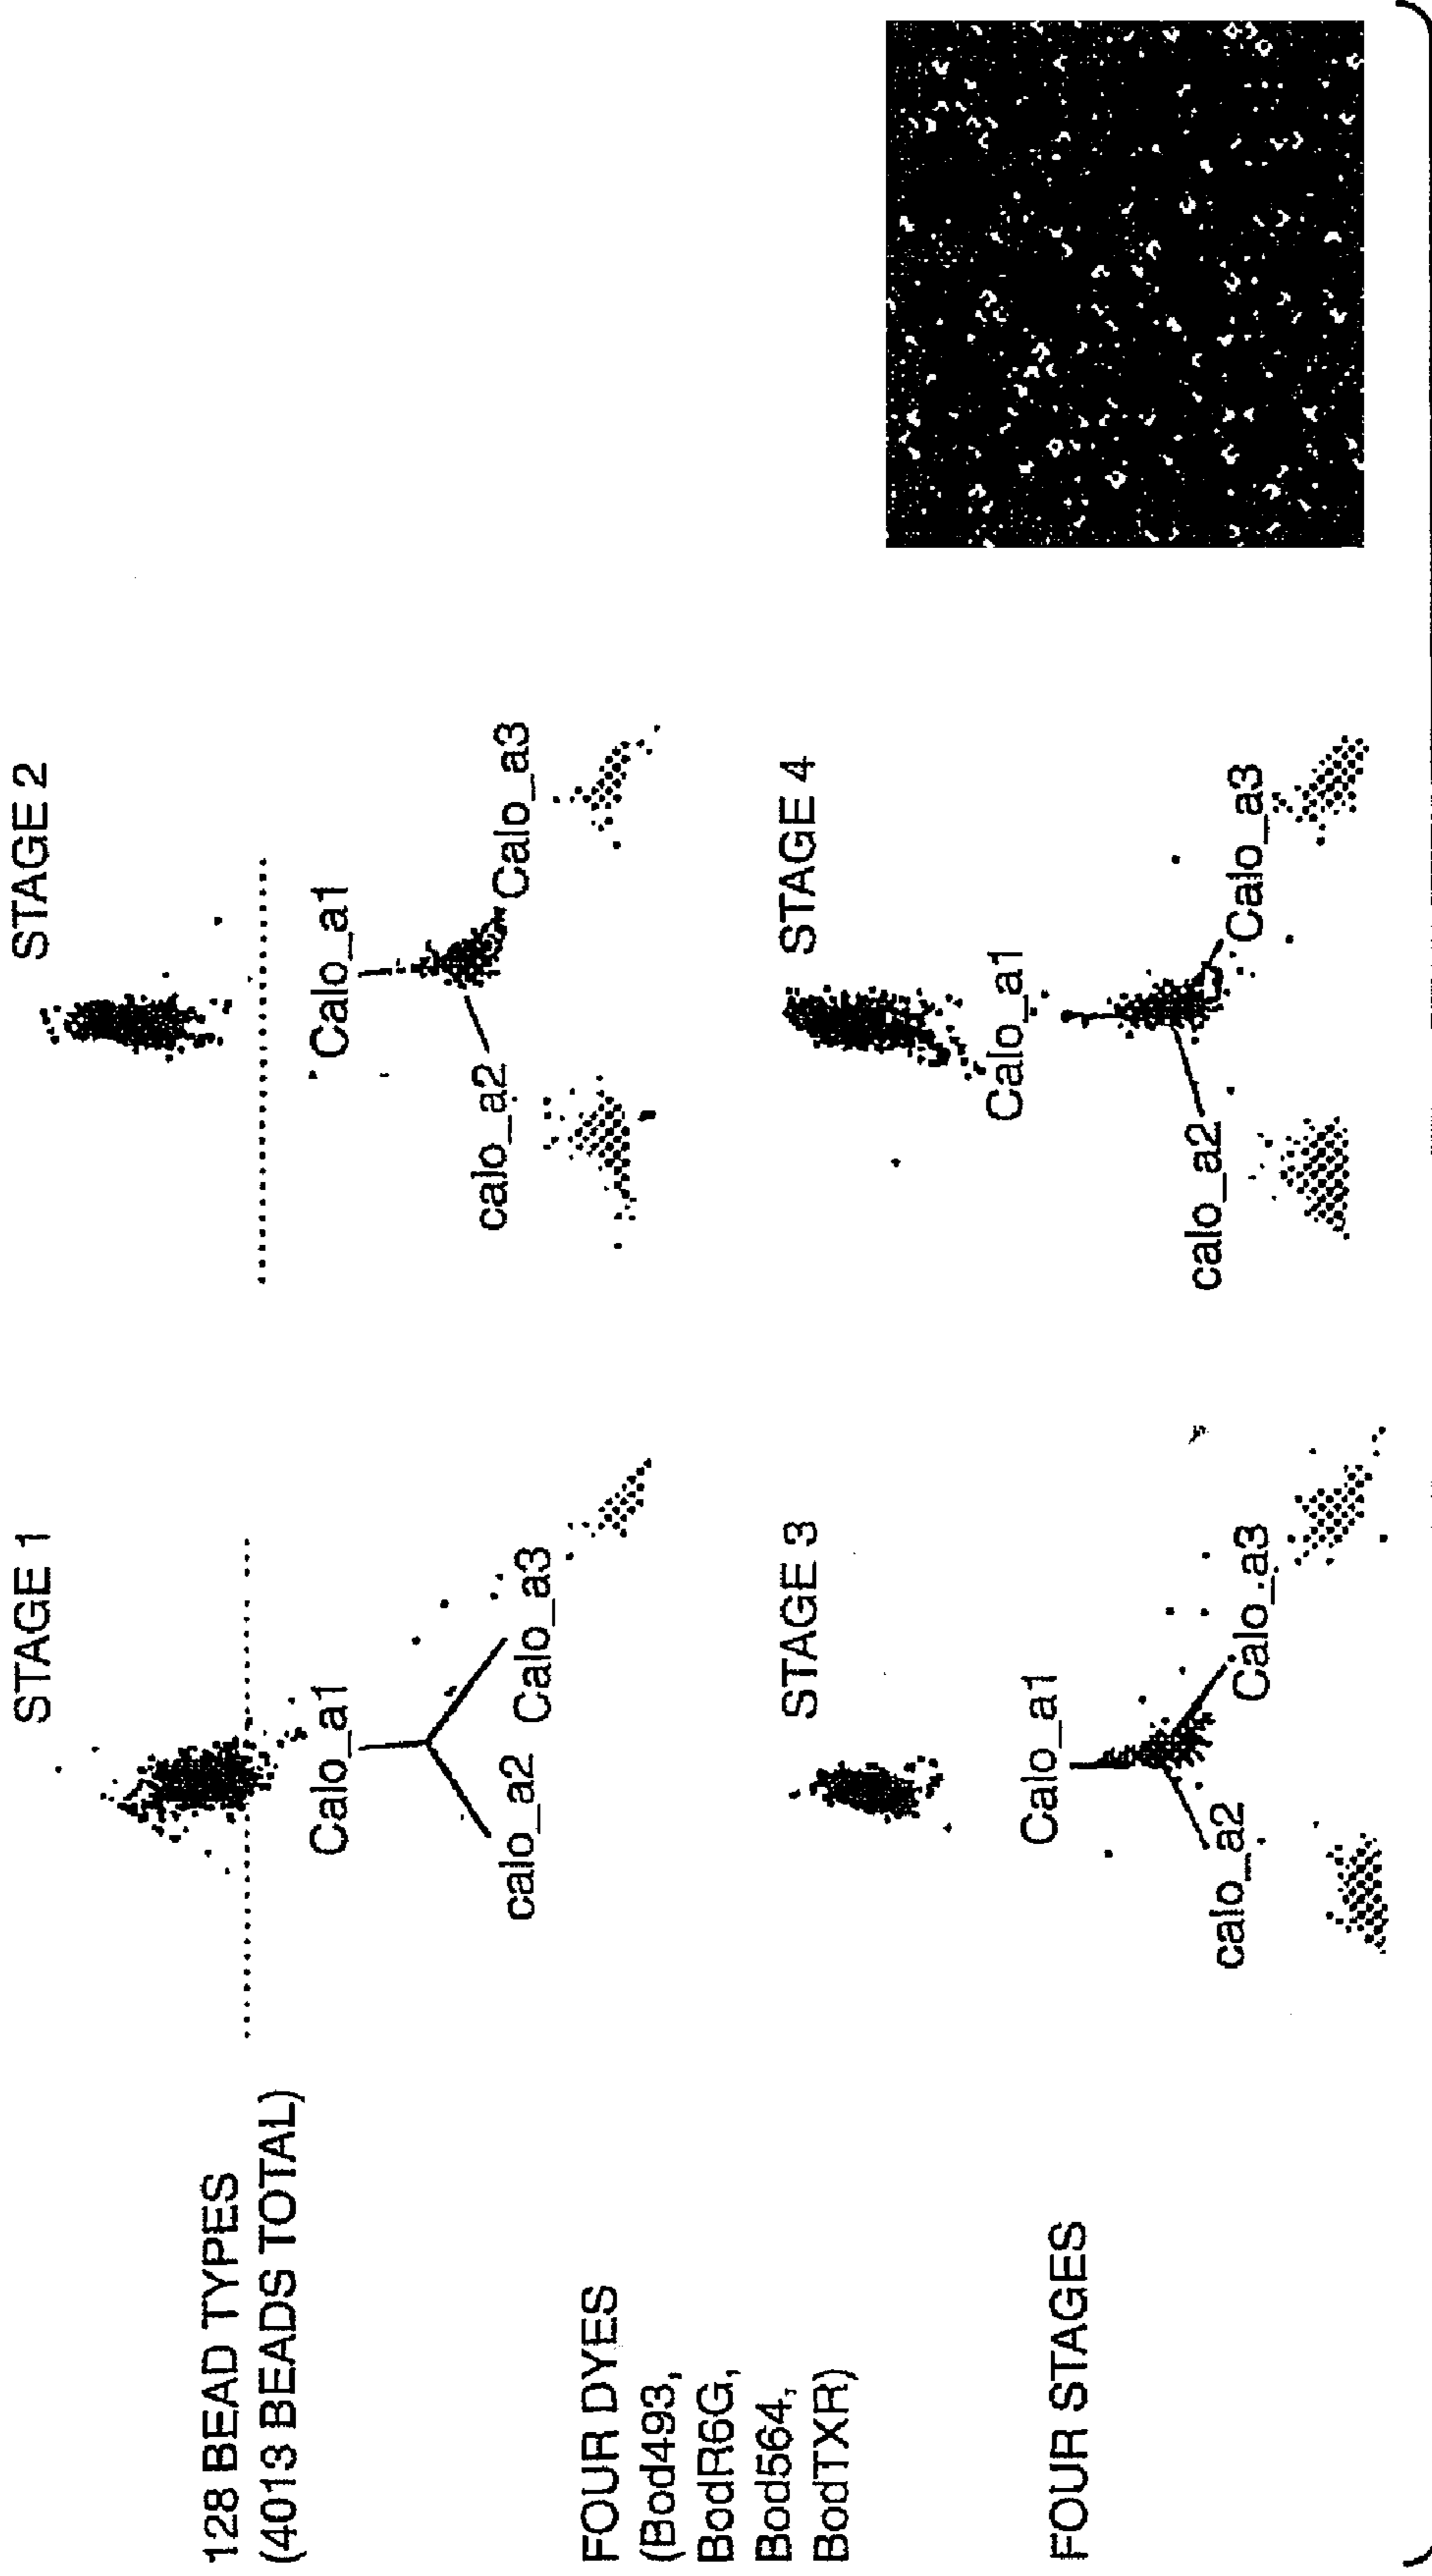 128 BEAD TYPES
(4013 BEADS TOTAL)
FOUR DYES
(Bod493,
BodR6G,
Bod564,
BodTXR)
FOUR STAGES
STAGE 1
Calo_a1
calo_a2
Calo_a3
STAGE 2
Calo_a1
calo_a2
Calo_a3
STAGE 3
Calo_a1
calo_a2
Calo_a3
STAGE 4
Calo_a1
calo_a2
Calo_a3